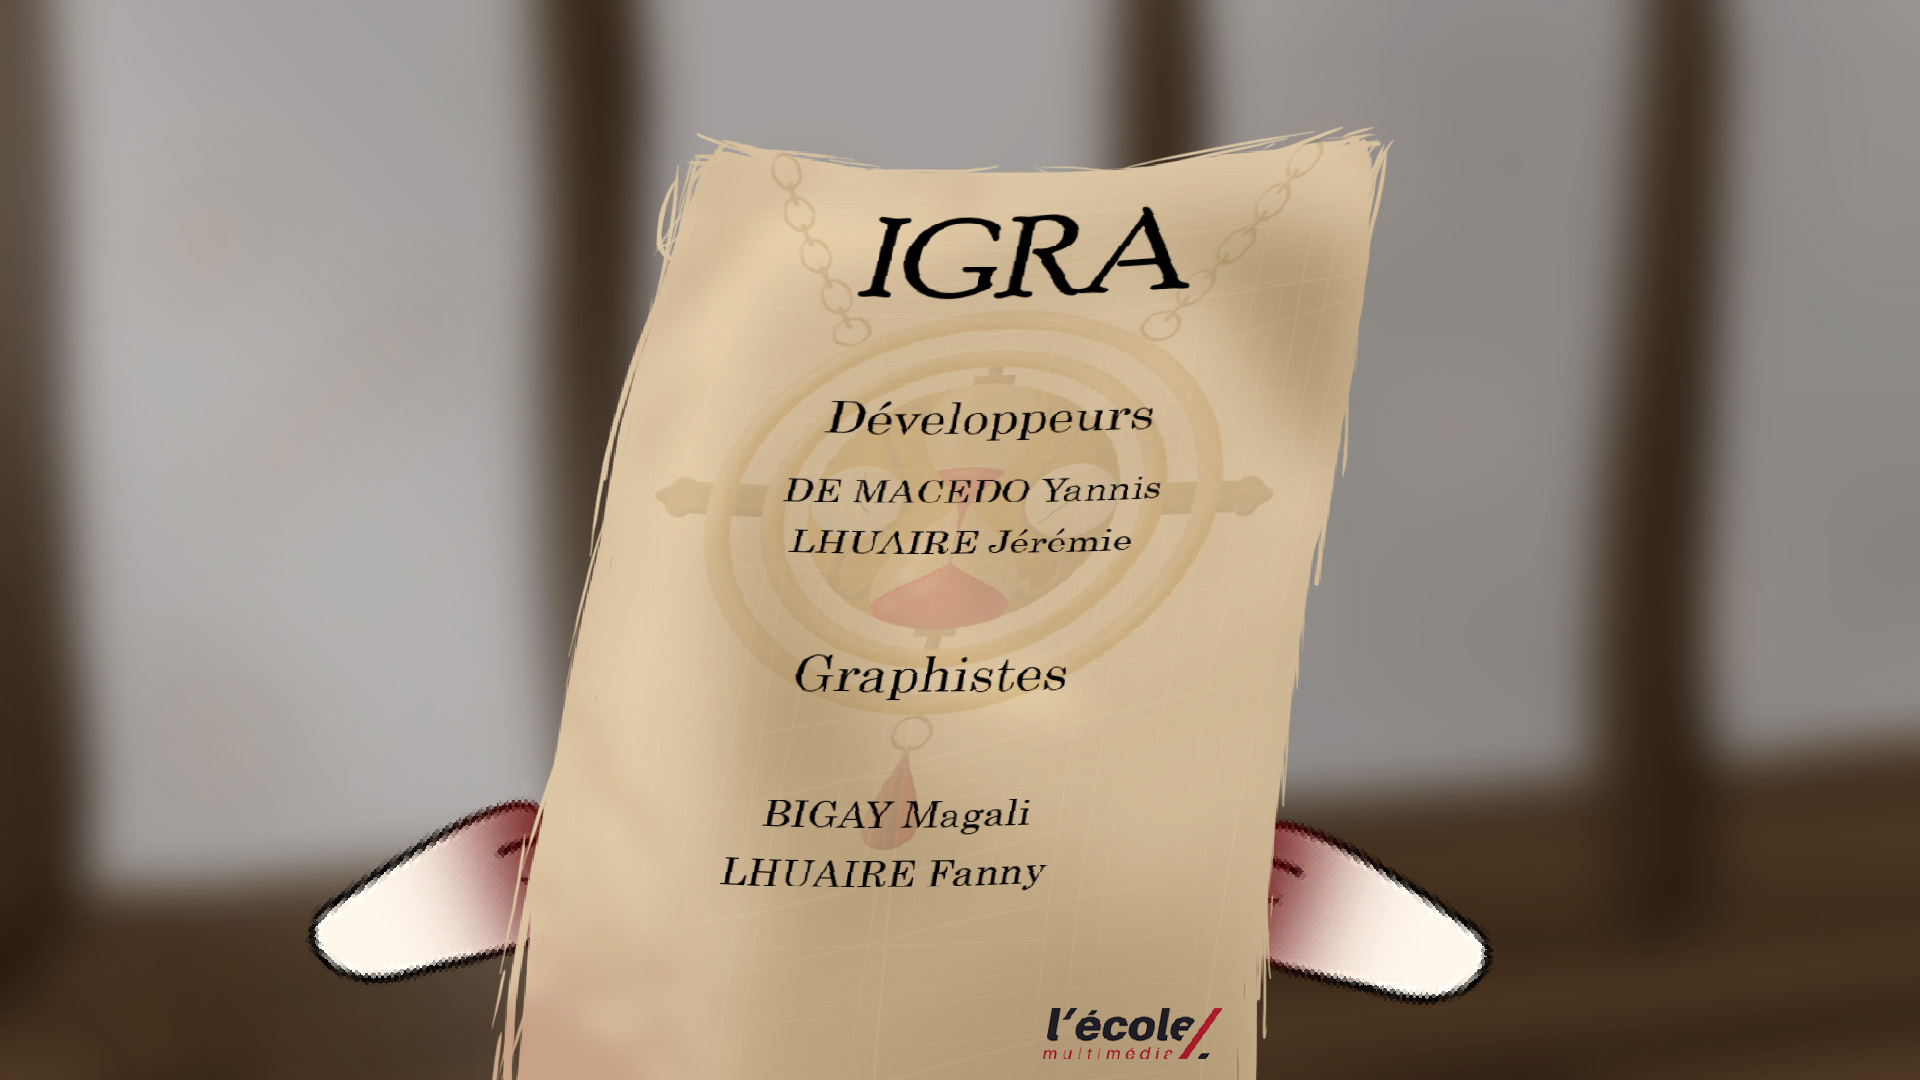 IGRA
Développeurs
DE MACEDO Yannis
LHUAIRE Jérémie
Graphistes
BIGAY Magali
LHUAIRE Fanny
l'école
multimédia